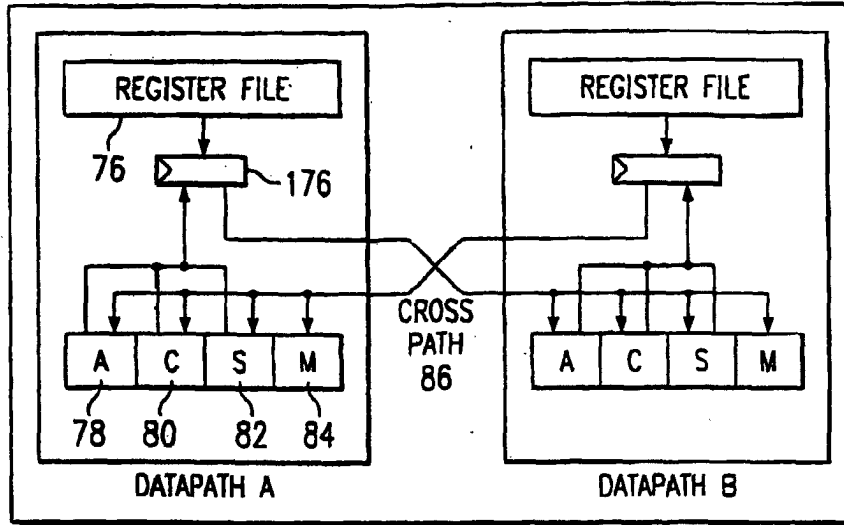 REGISTER FILE
76
176
A C S M
78 80 82 84
DATAPATH A
CROSS
PATH
86
REGISTER FILE
A C S M
DATAPATH B